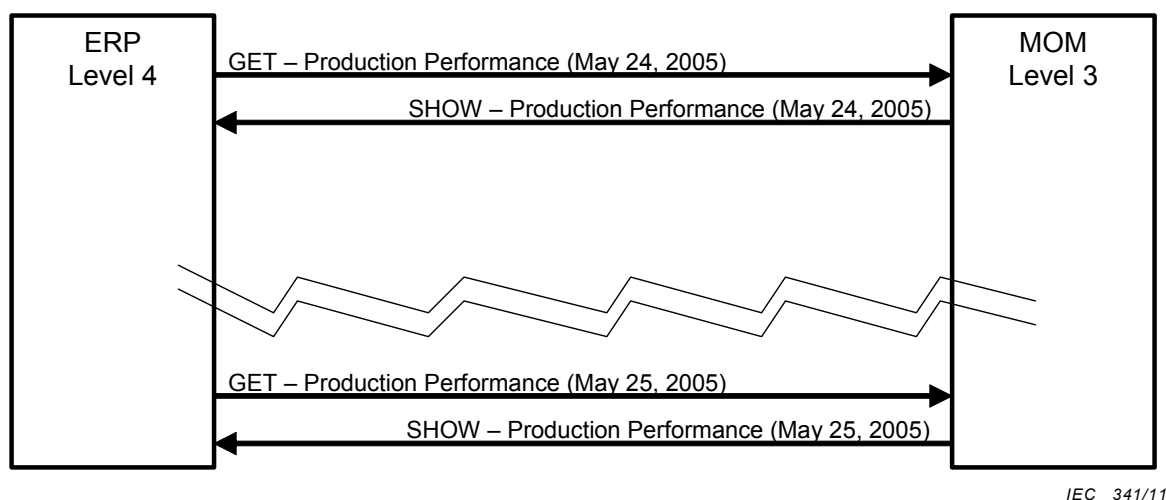 ERP
Level 4
MOM
Level 3
GET – Production Performance (May 24, 2005)
SHOW – Production Performance (May 24, 2005)
GET – Production Performance (May 25, 2005)
SHOW – Production Performance (May 25, 2005)
IEC 341/11